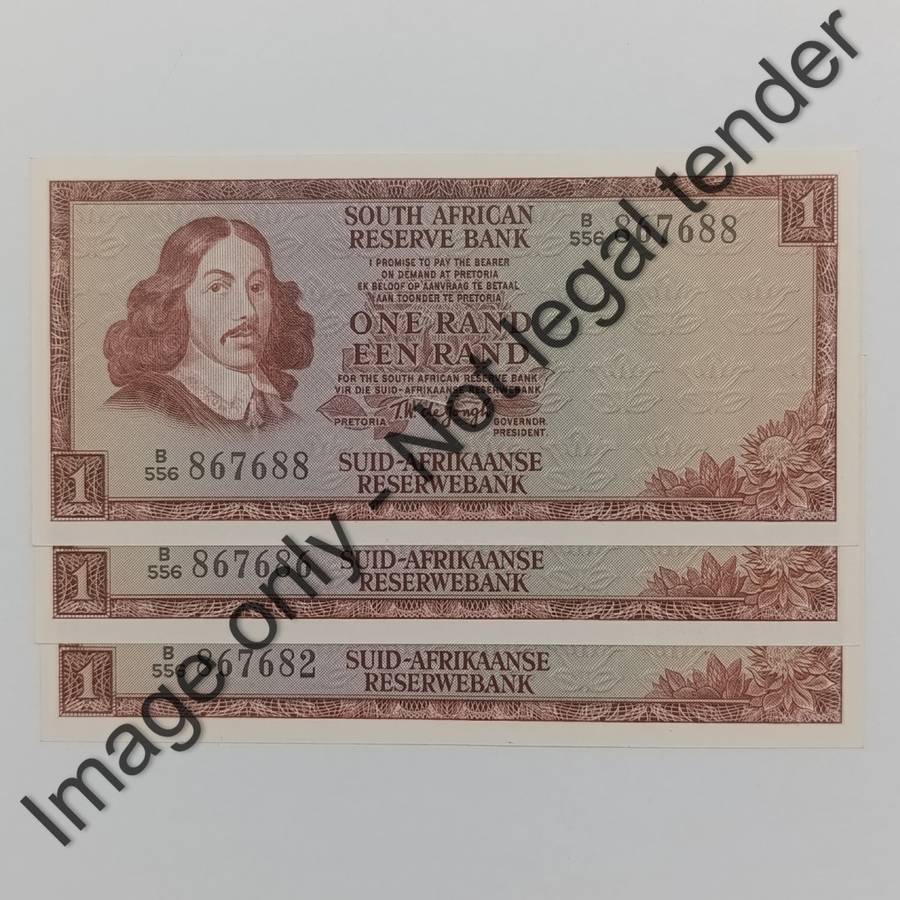 1
SOUTH AFRICAN
RESERVE BANK
B
556 867688
I PROMISE TO PAY THE BEARER
ON DEMAND AT PRETORIA
EK BELOOF OP AANVRAAG TE BETAAL
AAN TOONDER TE PRETORIA
ONE RAND
EEN RAND
FOR THE SOUTH AFRICAN RESERVE BANK
VIR DIE SUID-AFRIKAANSE RESERWEBANK
T.W. de Jongh
PRETORIA
GOVERNOR
PRESIDENT.
B
556 867688
SUID-AFRIKAANSE
RESERWEBANK
1
B
556 867686
SUID-AFRIKAANSE
RESERWEBANK
1
B
556 867682
SUID-AFRIKAANSE
RESERWEBANK
1
Image only - Not legal tender